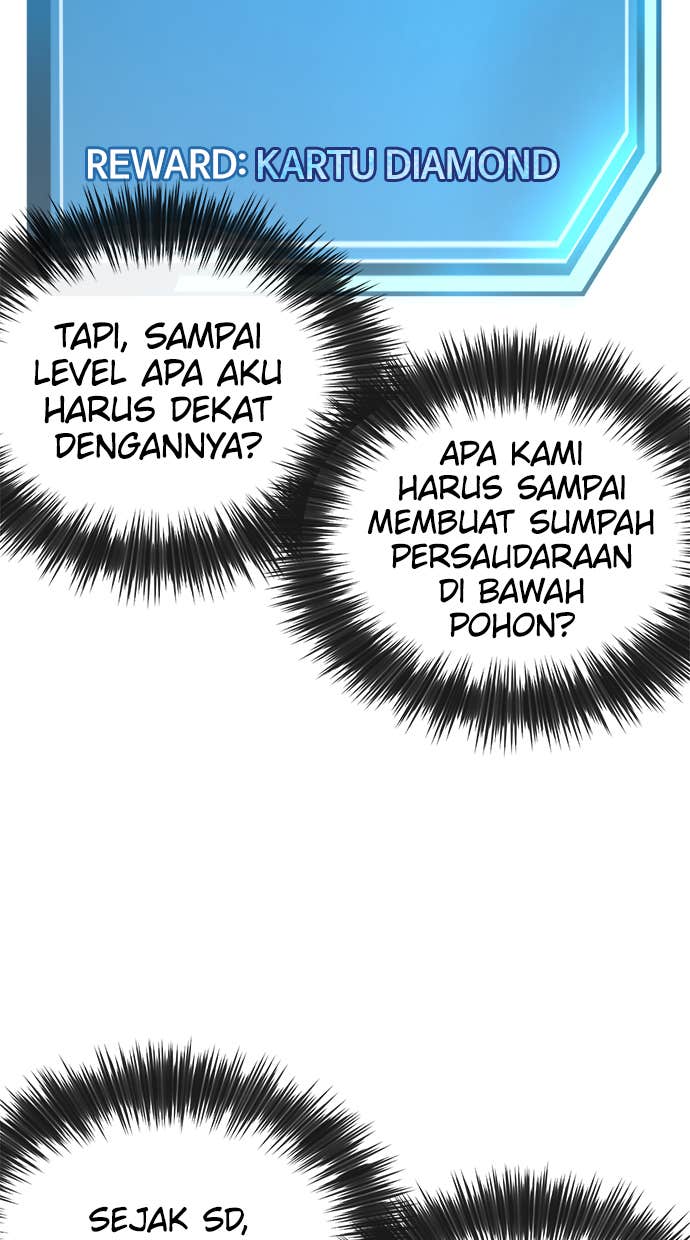 REWARD: KARTU DIAMOND
TAPI, SAMPAI
LEVEL APA AKU
HARUS DEKAT
DENGANNYA?
APA KAMI
HARUS SAMPAI
MEMBUAT SUMPAH
PERSAUDARAAN
DI BAWAH
POHON?
SEJAK SD,